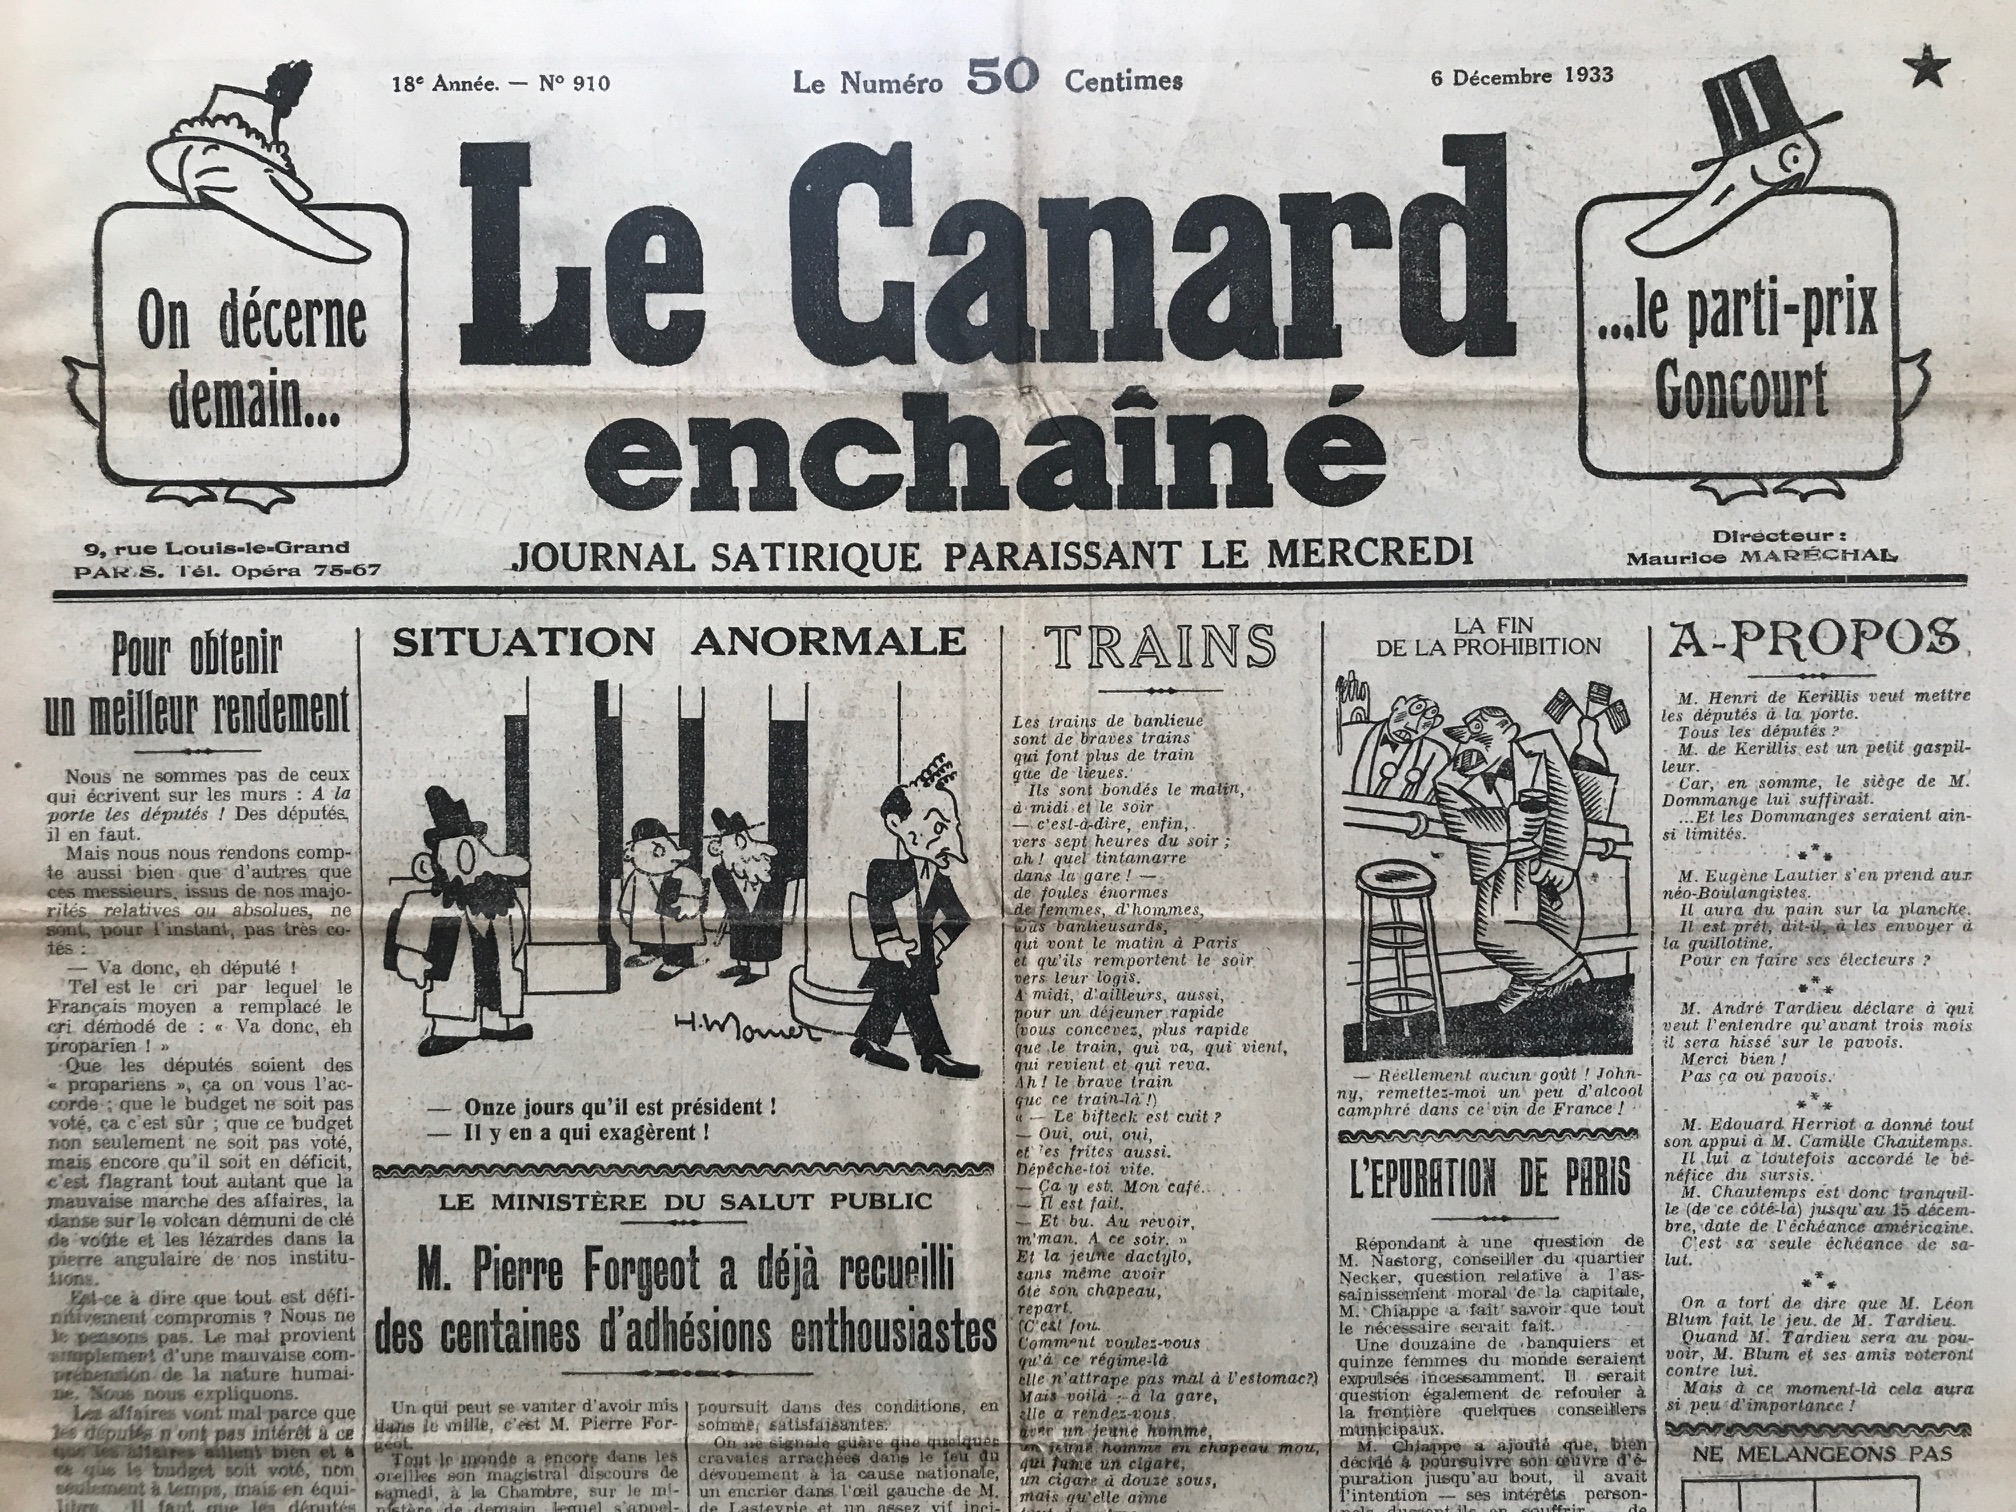 18e Année. — No 910
Le Numéro 50 Centimes
6 Décembre 1933
On décerne
demain...
Le Canard
enchaîné
...le parti-prix
Goncourt
9, rue Louis-le-Grand
PARIS. Tél. Opéra 75-67
JOURNAL SATIRIQUE PARAISSANT LE MERCREDI
Directeur :
Maurice MARÉCHAL
Pour obtenir
un meilleur rendement
Nous ne sommes pas de ceux
qui écrivent sur les murs : A la
porte les députés ! Des députés,
il en faut.
Mais nous nous rendons comp-
te aussi bien que d'autres que
ces messieurs, issus de nos majo-
rités relatives ou absolues, ne
sont, pour l'instant, pas très co-
tés :
— Va donc, eh député !
Tel est le cri par lequel le
Français moyen a remplacé le
cri démodé de : « Va donc, eh
proparien ! »
Que les députés soient des
« propariens », ça on vous l'ac-
corde ; que le budget ne soit pas
voté, ça c'est sûr ; que ce budget
non seulement ne soit pas voté,
mais encore qu'il soit en déficit,
c'est flagrant tout autant que la
mauvaise marche des affaires, la
danse sur le volcan démuni de clé
de voûte et les lézardes dans la
pierre angulaire de nos institu-
tions.
Est-ce à dire que tout est défi-
nitivement compromis ? Nous ne
le pensons pas. Le mal provient
simplement d'une mauvaise com-
préhension de la nature humai-
ne. Nous nous expliquons.
Les affaires vont mal parce que
les députés n'ont pas intérêt à ce
que les affaires aillent bien et à
ce que le budget soit voté, non
seulement à temps, mais en équi-
libre. Il faut que les députés
SITUATION ANORMALE
H. Monier
— Onze jours qu'il est président !
— Il y en a qui exagèrent !
LE MINISTÈRE DU SALUT PUBLIC
M. Pierre Forgeot a déjà recueilli
des centaines d'adhésions enthousiastes
Un qui peut se vanter d'avoir mis
dans le mille, c'est M. Pierre For-
geot.
Tout le monde a encore dans les
oreilles son magistral discours de
samedi, à la Chambre, sur le mi-
nistère de demain, lequel s'appel-
poursuit dans des conditions, en
somme, satisfaisantes.
On ne signale guère que quelques
cravates arrachées dans le feu du
dévouement à la cause nationale,
un encrier dans l'œil gauche de M.
de Lasteyrie et un assez vif inci-
TRAINS
Les trains de banlieue
sont de braves trains
qui font plus de train
que de lieues.
Ils sont bondés le matin,
à midi et le soir
— c'est-à-dire, enfin,
vers sept heures du soir ;
ah ! quel tintamarre
dans la gare ! —
de foules énormes
de femmes, d'hommes,
tous banlieusards,
qui vont le matin à Paris
et qu'ils remportent le soir
vers leur logis.
A midi, d'ailleurs, aussi,
pour un déjeuner rapide
(vous concevez, plus rapide
que le train, qui va, qui vient,
qui revient et qui reva.
Ah ! le brave train
que ce train-là !)
« — Le bifteck est cuit ?
— Oui, oui, oui,
et les frites aussi.
Dépêche-toi vite.
— Ça y est. Mon café.
— Il est fait.
— Et bu. Au revoir,
m'man. A ce soir. »
Et la jeune dactylo,
sans même avoir
ôté son chapeau,
repart.
(C'est fou.
Comment voulez-vous
qu'à ce régime-là
elle n'attrape pas mal à l'estomac?)
Mais voilà : à la gare,
elle a rendez-vous
avec un jeune homme,
un jeune homme en chapeau mou,
qui fume un cigare,
un cigare à douze sous,
mais qu'elle aime
LA FIN
DE LA PROHIBITION
— Réellement aucun goût ! John-
ny, remettez-moi un peu d'alcool
camphré dans ce vin de France !
L'EPURATION DE PARIS
Répondant à une question de
M. Nastorg, conseiller du quartier
Necker, question relative à l'as-
sainissement moral de la capitale,
M. Chiappe a fait savoir que tout
le nécessaire serait fait.
Une douzaine de banquiers et
quinze femmes du monde seraient
expulsés incessamment. Il serait
question également de refouler à
la frontière quelques conseillers
municipaux.
M. Chiappe a ajouté que, bien
décidé à poursuivre son œuvre d'é-
puration jusqu'au bout, il avait
l'intention — ses intérêts person-
nels dussent-ils en souffrir — de
A-PROPOS
M. Henri de Kerillis veut mettre
les députés à la porte.
Tous les députés ?
M. de Kerillis est un petit gaspil-
leur.
Car, en somme, le siège de M.
Dommange lui suffirait.
...Et les Dommanges seraient ain-
si limités.
***
M. Eugène Lautier s'en prend aux
néo-Boulangistes.
Il aura du pain sur la planche.
Il est prêt, dit-il, à les envoyer à
la guillotine.
Pour en faire ses électeurs ?
***
M. André Tardieu déclare à qui
veut l'entendre qu'avant trois mois
il sera hissé sur le pavois.
Merci bien !
Pas ça ou pavois.
***
M. Edouard Herriot a donné tout
son appui à M. Camille Chautemps.
Il lui a toutefois accordé le bé-
néfice du sursis.
M. Chautemps est donc tranquil-
le (de ce côté-là) jusqu'au 15 décem-
bre, date de l'échéance américaine.
C'est sa seule échéance de sa-
lut.
***
On a tort de dire que M. Léon
Blum fait le jeu de M. Tardieu.
Quand M. Tardieu sera au pou-
voir, M. Blum et ses amis voteront
contre lui.
Mais à ce moment-là cela aura
si peu d'importance !
NE MELANGEONS PAS